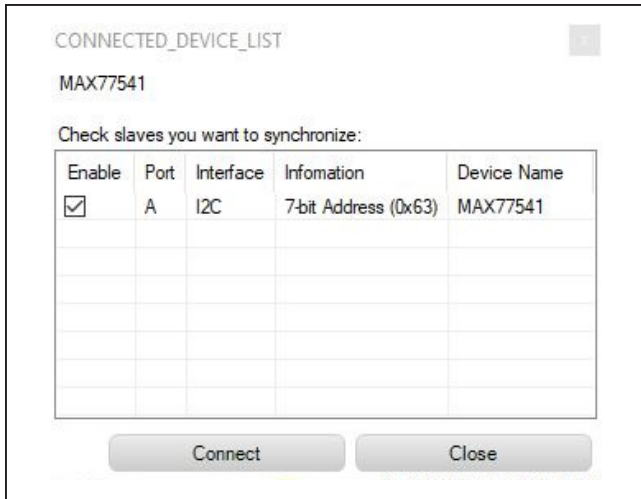 CONNECTED_DEVICE_LIST
MAX77541
Check slaves you want to synchronize:
Enable Port Interface Infomation Device Name
A I2C 7-bit Address (0x63) MAX77541
Connect Close